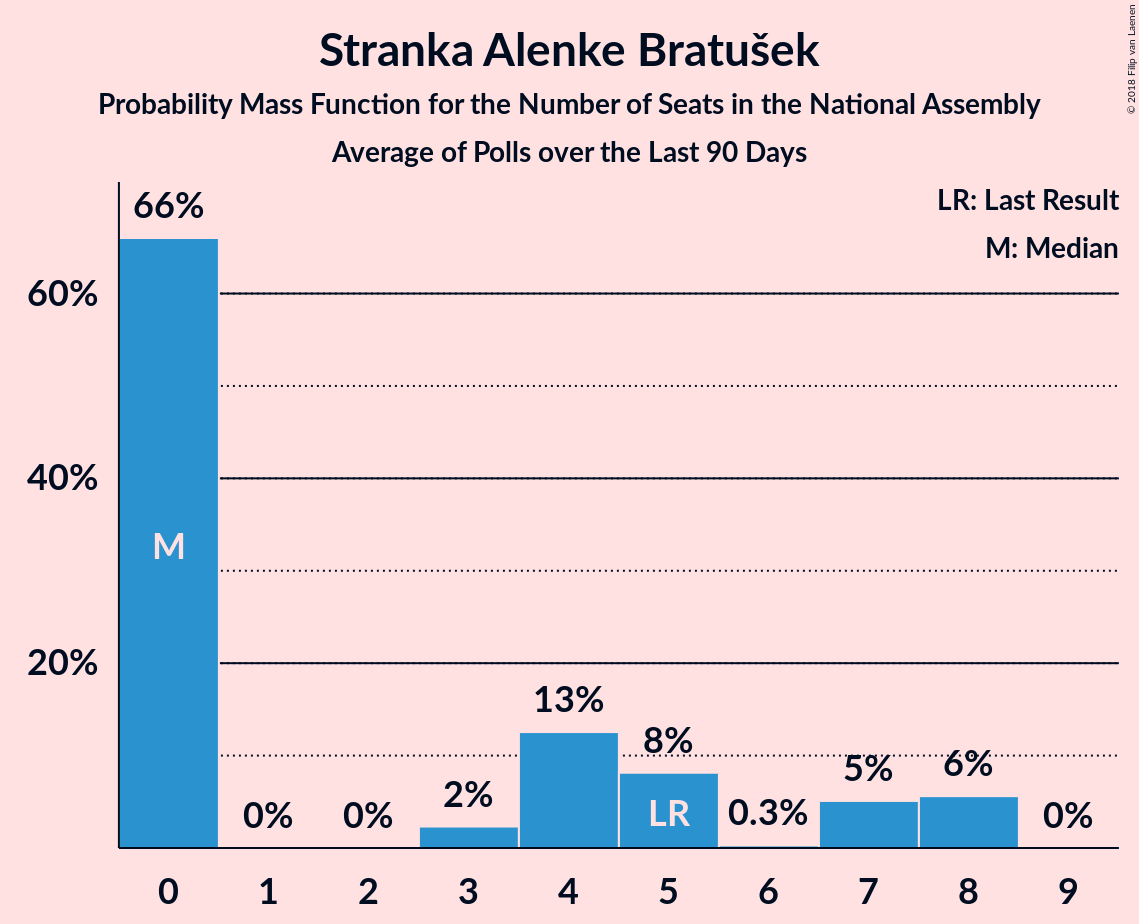 Stranka Alenke Bratušek
Probability Mass Function for the Number of Seats in the National Assembly
Average of Polls over the Last 90 Days
© 2018 Filip van Laenen
LR: Last Result
M: Median
66%
60%
40%
20%
M
0%
0%
2%
13%
8%
LR
0.3%
5%
6%
0%
0 1 2 3 4 5 6 7 8 9